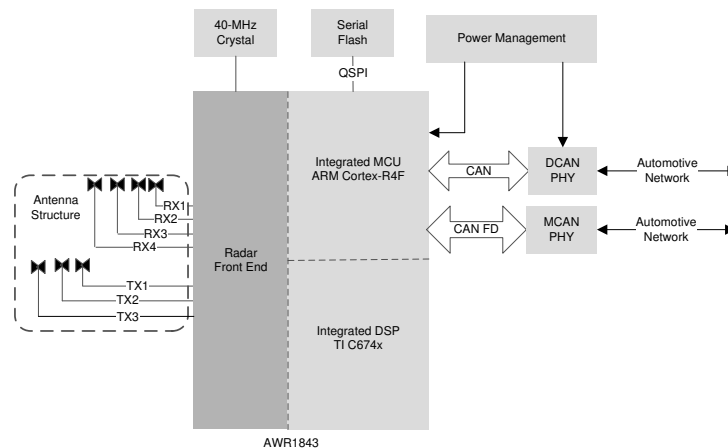 40-MHz
Crystal
Serial
Flash
Power Management
QSPI
Integrated MCU
ARM Cortex-R4F
CAN
DCAN
PHY
Automotive
Network
Antenna
Structure
RX1
RX2
RX3
RX4
CAN FD
MCAN
PHY
Automotive
Network
Radar
Front End
TX1
TX2
TX3
Integrated DSP
TI C674x
AWR1843